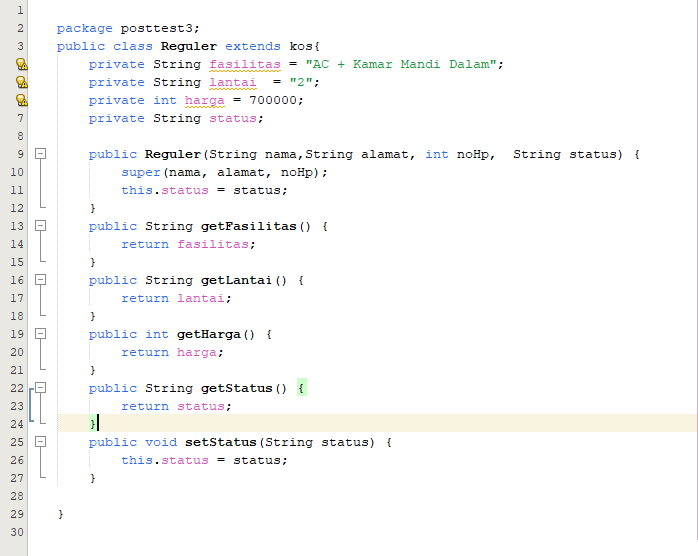 1
2 package posttest3;
3 public class Reguler extends kos{
private String fasilitas = "AC + Kamar Mandi Dalam";
private String lantai  = "2";
private int harga = 700000;
7 private String status;
8
9 public Reguler(String nama,String alamat, int noHp,  String status) {
10 super(nama, alamat, noHp);
11 this.status = status;
12 }
13 public String getFasilitas() {
14 return fasilitas;
15 }
16 public String getLantai() {
17 return lantai;
18 }
19 public int getHarga() {
20 return harga;
21 }
22 public String getStatus() {
23 return status;
24 }
25 public void setStatus(String status) {
26 this.status = status;
27 }
28
29 }
30